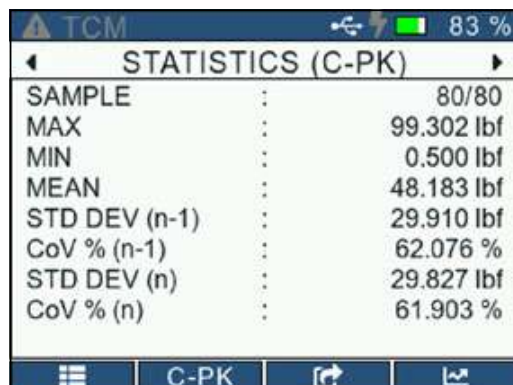 TCM 83 %
STATISTICS (C-PK)
SAMPLE : 80/80
MAX : 99.302 lbf
MIN : 0.500 lbf
MEAN : 48.183 lbf
STD DEV (n-1) : 29.910 lbf
CoV % (n-1) : 62.076 %
STD DEV (n) : 29.827 lbf
CoV % (n) : 61.903 %
C-PK